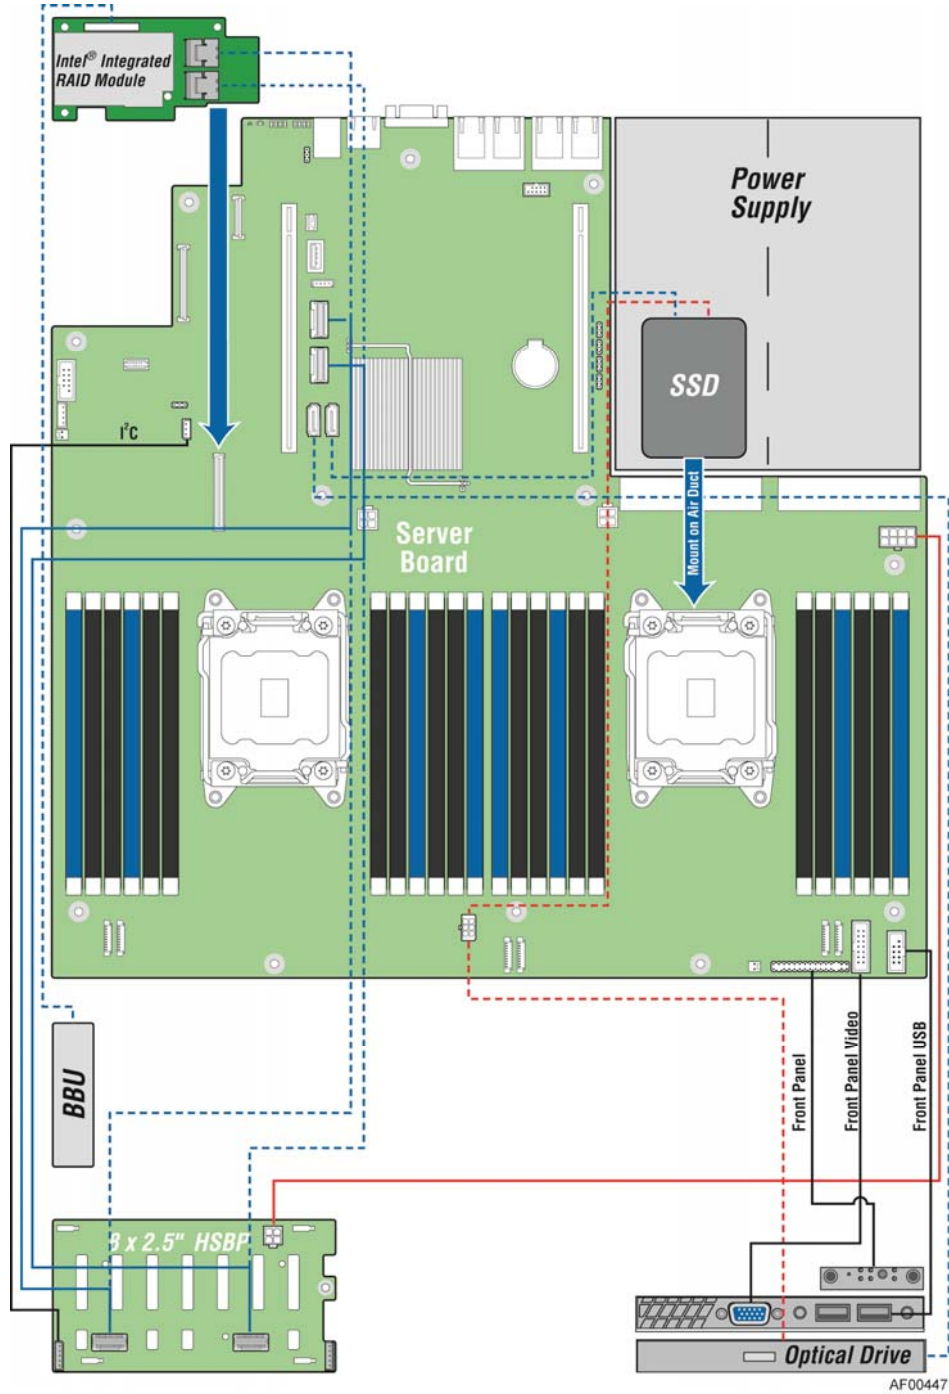 Intel® Integrated
RAID Module
Power
Supply
SSD
I²C
Mount on Air Duct
Server
Board
Front Panel
Front Panel Video
Front Panel USB
BBU
8 x 2.5" HSBP
Optical Drive
AF00447